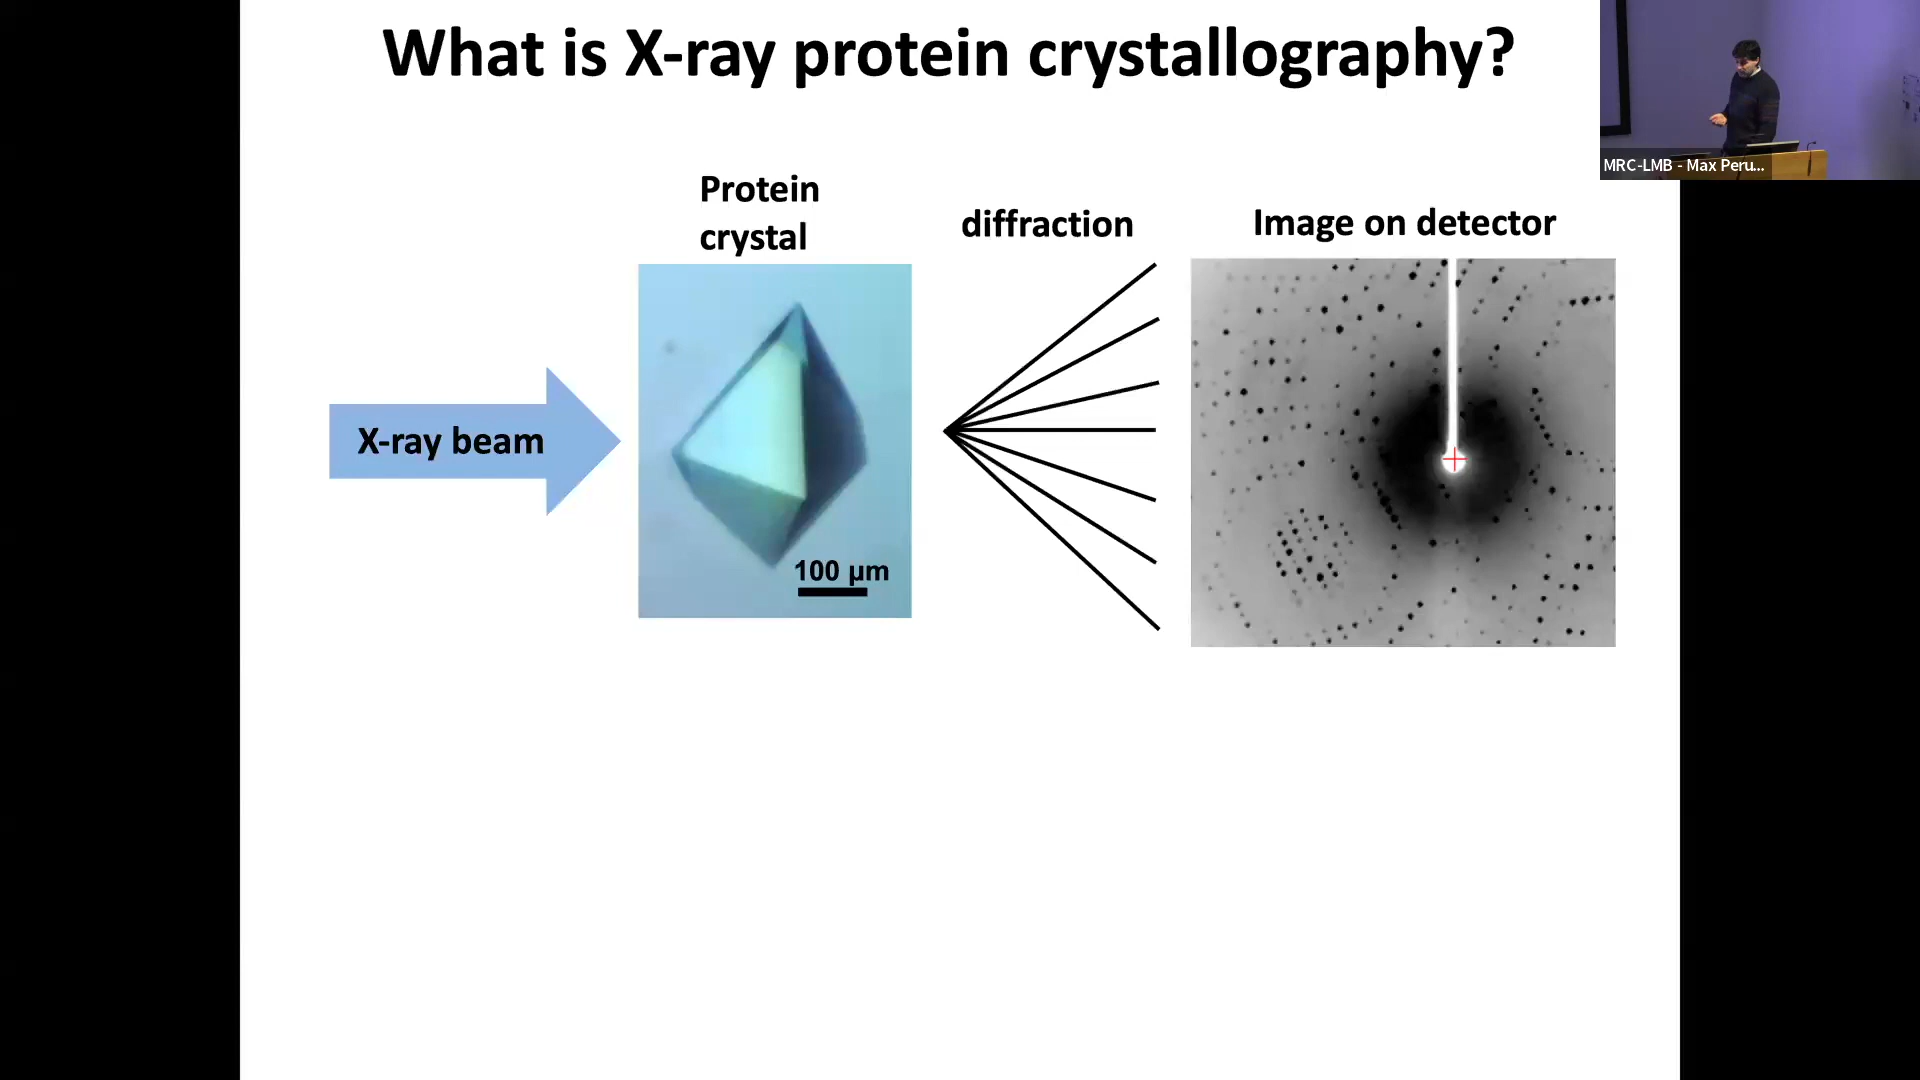 What is X-ray protein crystallography?
MRC-LMB - Max Peru...
Protein
crystal
diffraction
Image on detector
X-ray beam
100 µm